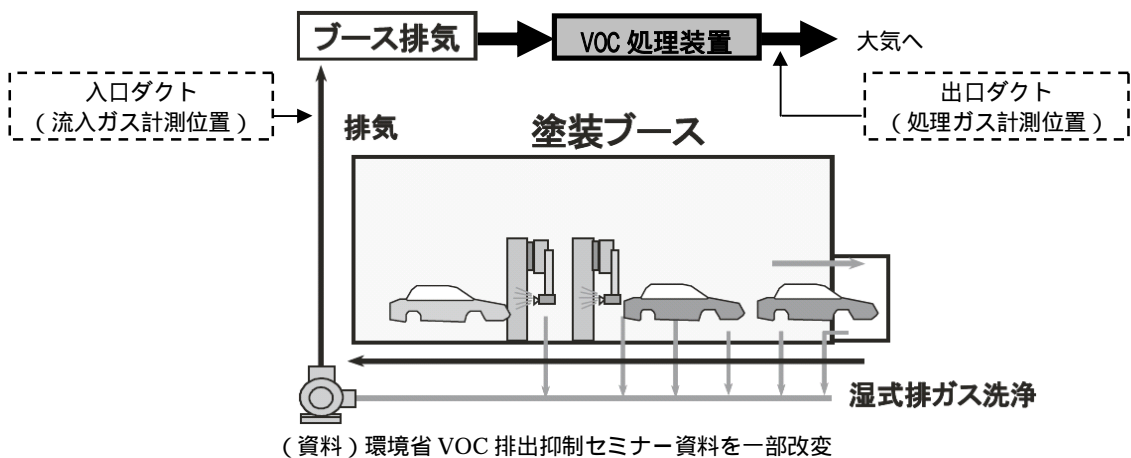 ブース排気
VOC 処理装置
大気へ
入口ダクト
（流入ガス計測位置）
出口ダクト
（処理ガス計測位置）
排気
塗装ブース
湿式排ガス洗浄
（資料）環境省 VOC 排出抑制セミナー資料を一部改変